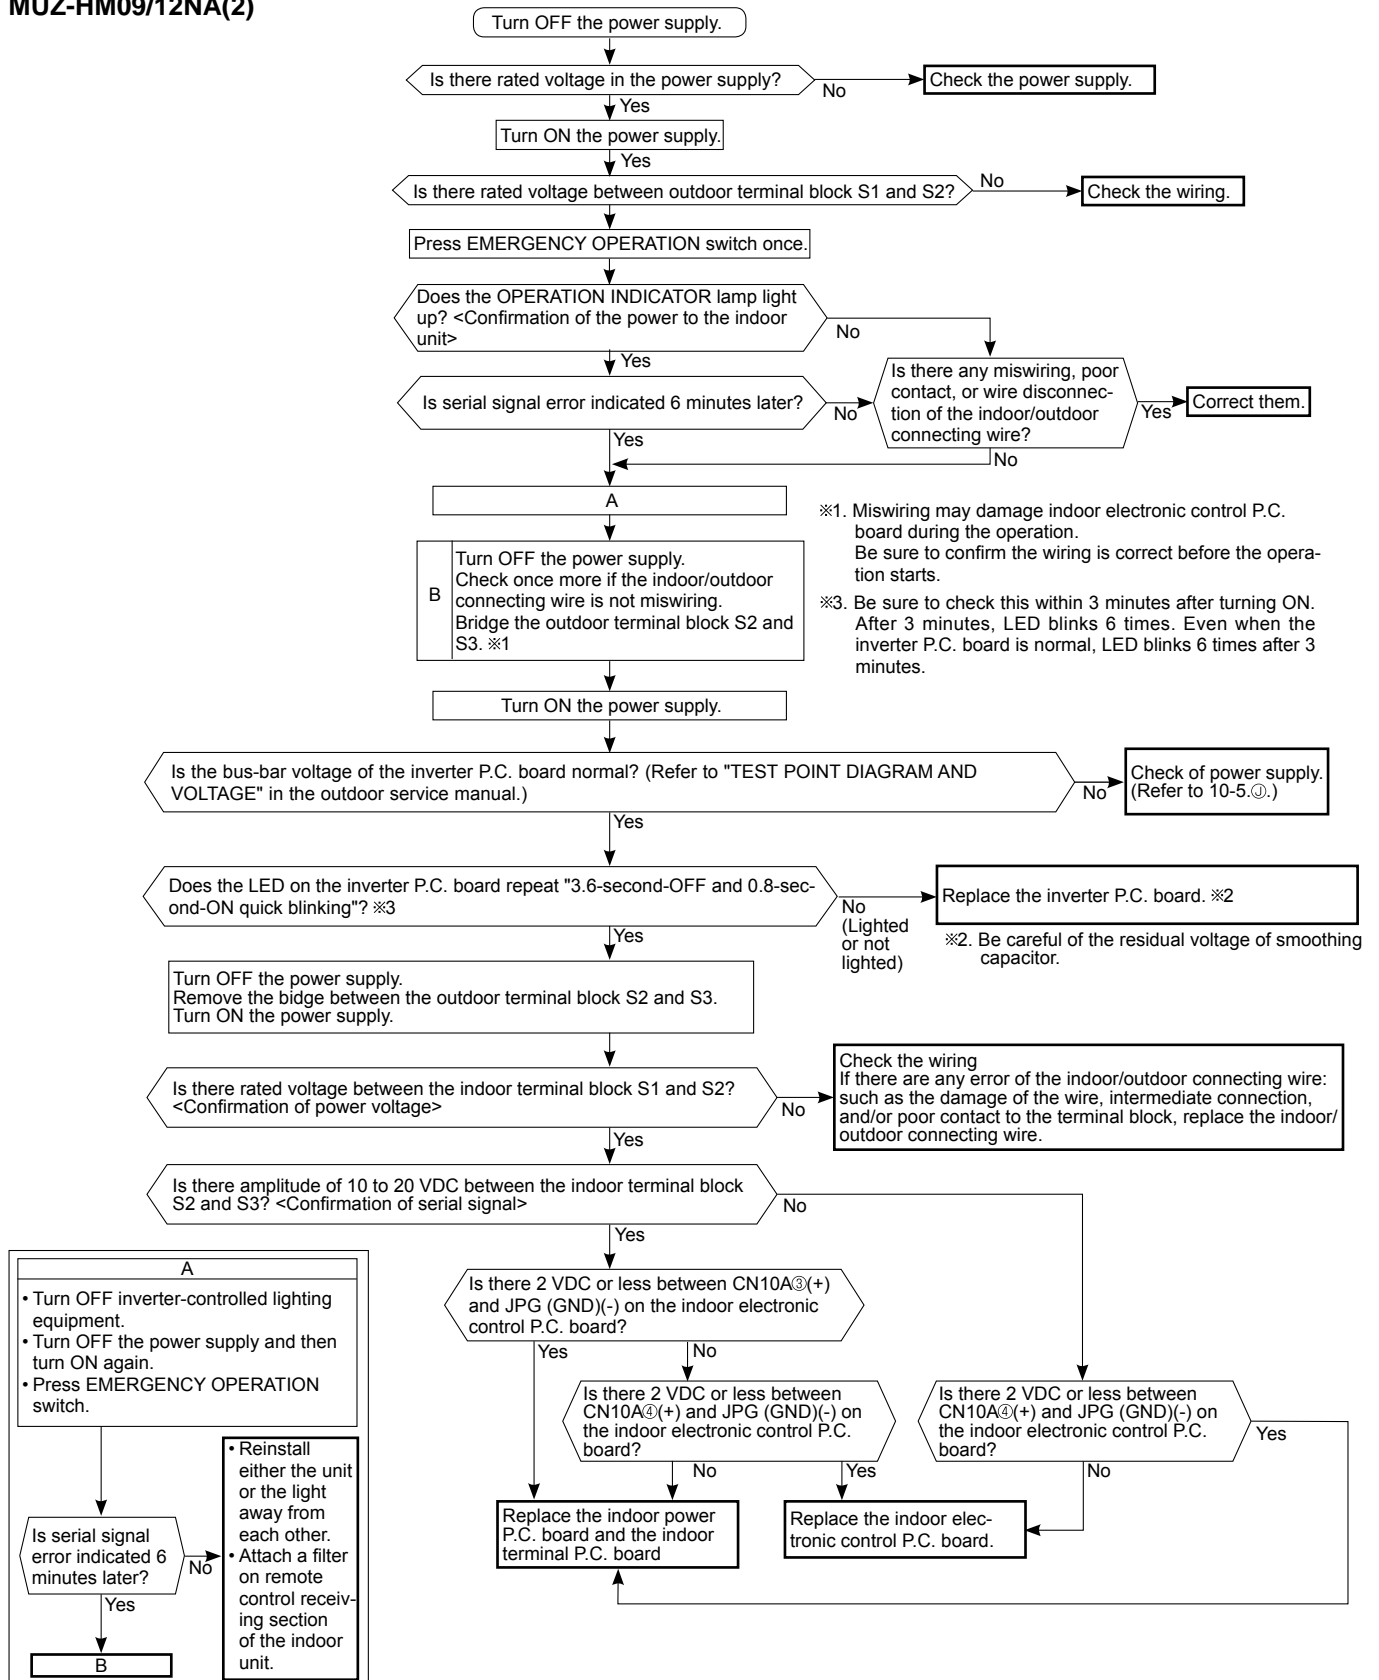 MUZ-HM09/12NA(2)
Turn OFF the power supply.
Is there rated voltage in the power supply?
No
Check the power supply.
Yes
Turn ON the power supply.
Yes
Is there rated voltage between outdoor terminal block S1 and S2?
No
Check the wiring.
Press EMERGENCY OPERATION switch once.
Does the OPERATION INDICATOR lamp light
up? <Confirmation of the power to the indoor
unit>
No
Yes
Is serial signal error indicated 6 minutes later?
No
Is there any miswiring, poor
contact, or wire disconnec-
tion of the indoor/outdoor
connecting wire?
Yes
Correct them.
Yes
No
A
※1. Miswiring may damage indoor electronic control P.C.
board during the operation.
Be sure to confirm the wiring is correct before the opera-
tion starts.
※3. Be sure to check this within 3 minutes after turning ON.
After 3 minutes, LED blinks 6 times. Even when the
inverter P.C. board is normal, LED blinks 6 times after 3
minutes.
B
Turn OFF the power supply.
Check once more if the indoor/outdoor
connecting wire is not miswiring.
Bridge the outdoor terminal block S2 and
S3. ※1
Turn ON the power supply.
Is the bus-bar voltage of the inverter P.C. board normal? (Refer to "TEST POINT DIAGRAM AND
VOLTAGE" in the outdoor service manual.)
No
Check of power supply.
(Refer to 10-5.Ⓙ.)
Yes
Does the LED on the inverter P.C. board repeat "3.6-second-OFF and 0.8-sec-
ond-ON quick blinking"? ※3
No
(Lighted
or not
lighted)
Replace the inverter P.C. board. ※2
※2. Be careful of the residual voltage of smoothing
capacitor.
Yes
Turn OFF the power supply.
Remove the bidge between the outdoor terminal block S2 and S3.
Turn ON the power supply.
Is there rated voltage between the indoor terminal block S1 and S2?
<Confirmation of power voltage>
No
Check the wiring
If there are any error of the indoor/outdoor connecting wire:
such as the damage of the wire, intermediate connection,
and/or poor contact to the terminal block, replace the indoor/
outdoor connecting wire.
Yes
Is there amplitude of 10 to 20 VDC between the indoor terminal block
S2 and S3? <Confirmation of serial signal>
No
Yes
Is there 2 VDC or less between CN10A③(+)
and JPG (GND)(-) on the indoor electronic
control P.C. board?
Yes
No
Is there 2 VDC or less between
CN10A④(+) and JPG (GND)(-) on
the indoor electronic control P.C.
board?
No
Yes
Is there 2 VDC or less between
CN10A④(+) and JPG (GND)(-) on
the indoor electronic control P.C.
board?
Yes
No
Replace the indoor power
P.C. board and the indoor
terminal P.C. board
Replace the indoor elec-
tronic control P.C. board.
A
• Turn OFF inverter-controlled lighting
equipment.
• Turn OFF the power supply and then
turn ON again.
• Press EMERGENCY OPERATION
switch.
Is serial signal
error indicated 6
minutes later?
No
• Reinstall
either the unit
or the light
away from
each other.
• Attach a filter
on remote
control receiv-
ing section
of the indoor
unit.
Yes
B